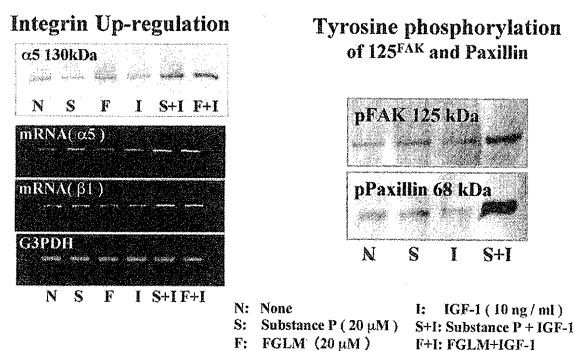 Integrin Up-regulation
α5 130kDa
N S F I S+I F+I
mRNA(α5)
mRNA(β1)
G3PDH
N S F I S+I F+I
Tyrosine phosphorylation
of 125FAK and Paxillin
pFAK 125 kDa
pPaxillin 68 kDa
N S I S+I
N: None
S: Substance P ( 20 μM )
F: FGLM (20 μM)
I: IGF-1 ( 10 ng / ml )
S+I: Substance P + IGF-1
F+I: FGLM+IGF-1